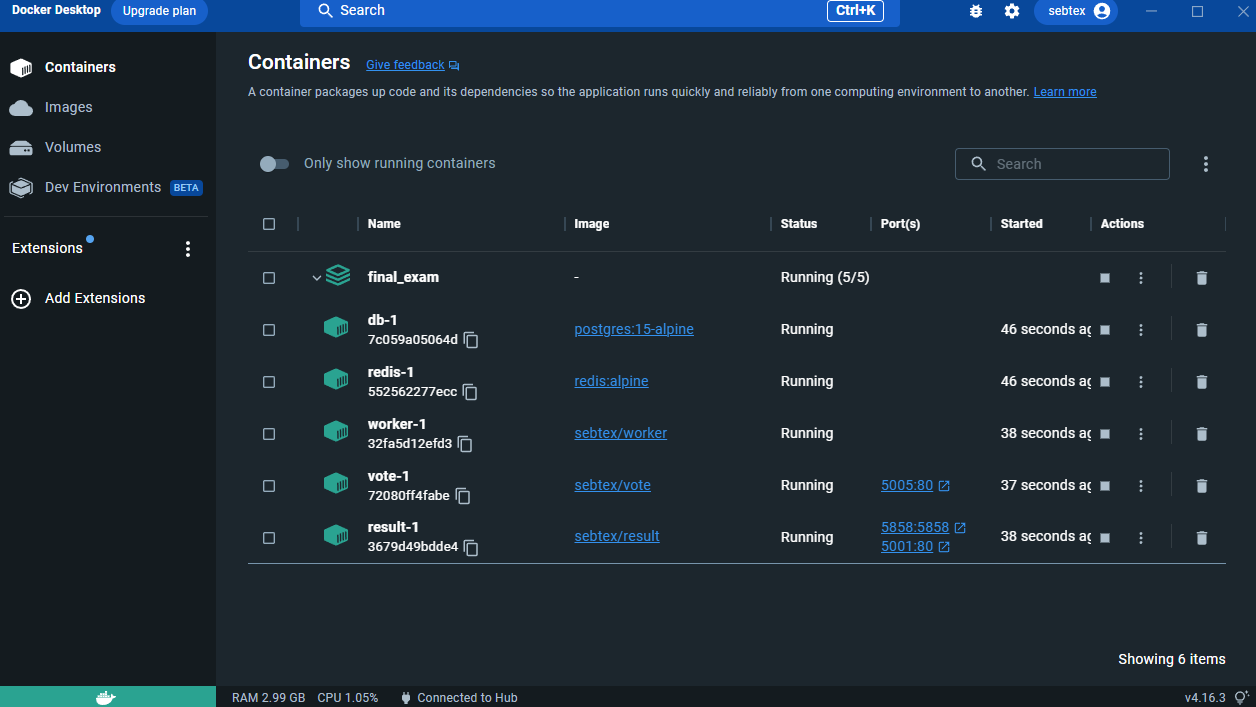 Docker Desktop Upgrade plan Search Ctrl+K sebtex
Containers
Images
Volumes
Dev Environments BETA
Extensions
Add Extensions
Containers Give feedback
A container packages up code and its dependencies so the application runs quickly and reliably from one computing environment to another. Learn more
Only show running containers Search
Name Image Status Port(s) Started Actions
final_exam - Running (5/5)
db-1
7c059a05064d postgres:15-alpine Running 46 seconds ag
redis-1
552562277ecc redis:alpine Running 46 seconds ag
worker-1
32fa5d12efd3 sebtex/worker Running 38 seconds ag
vote-1
72080ff4fabe sebtex/vote Running 5005:80 37 seconds ag
result-1
3679d49bdde4 sebtex/result Running 5858:5858 38 seconds ag
5001:80
Showing 6 items
RAM 2.99 GB CPU 1.05% Connected to Hub v4.16.3